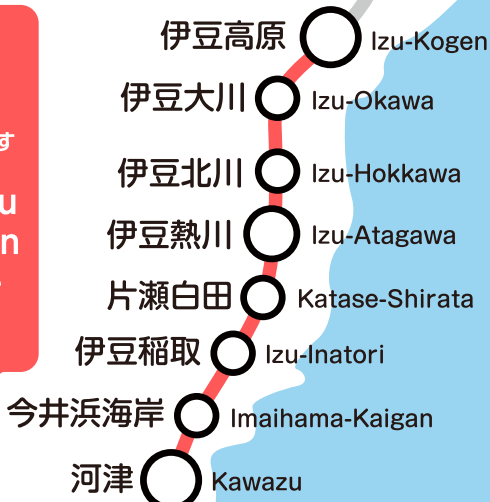 伊豆高原 Izu-Kogen
伊豆大川 Izu-Okawa
伊豆北川 Izu-Hokkawa
伊豆熱川 Izu-Atagawa
片瀬白田 Katase-Shirata
伊豆稲取 Izu-Inatori
今井浜海岸 Imaihama-Kaigan
河津 Kawazu
す
u
n